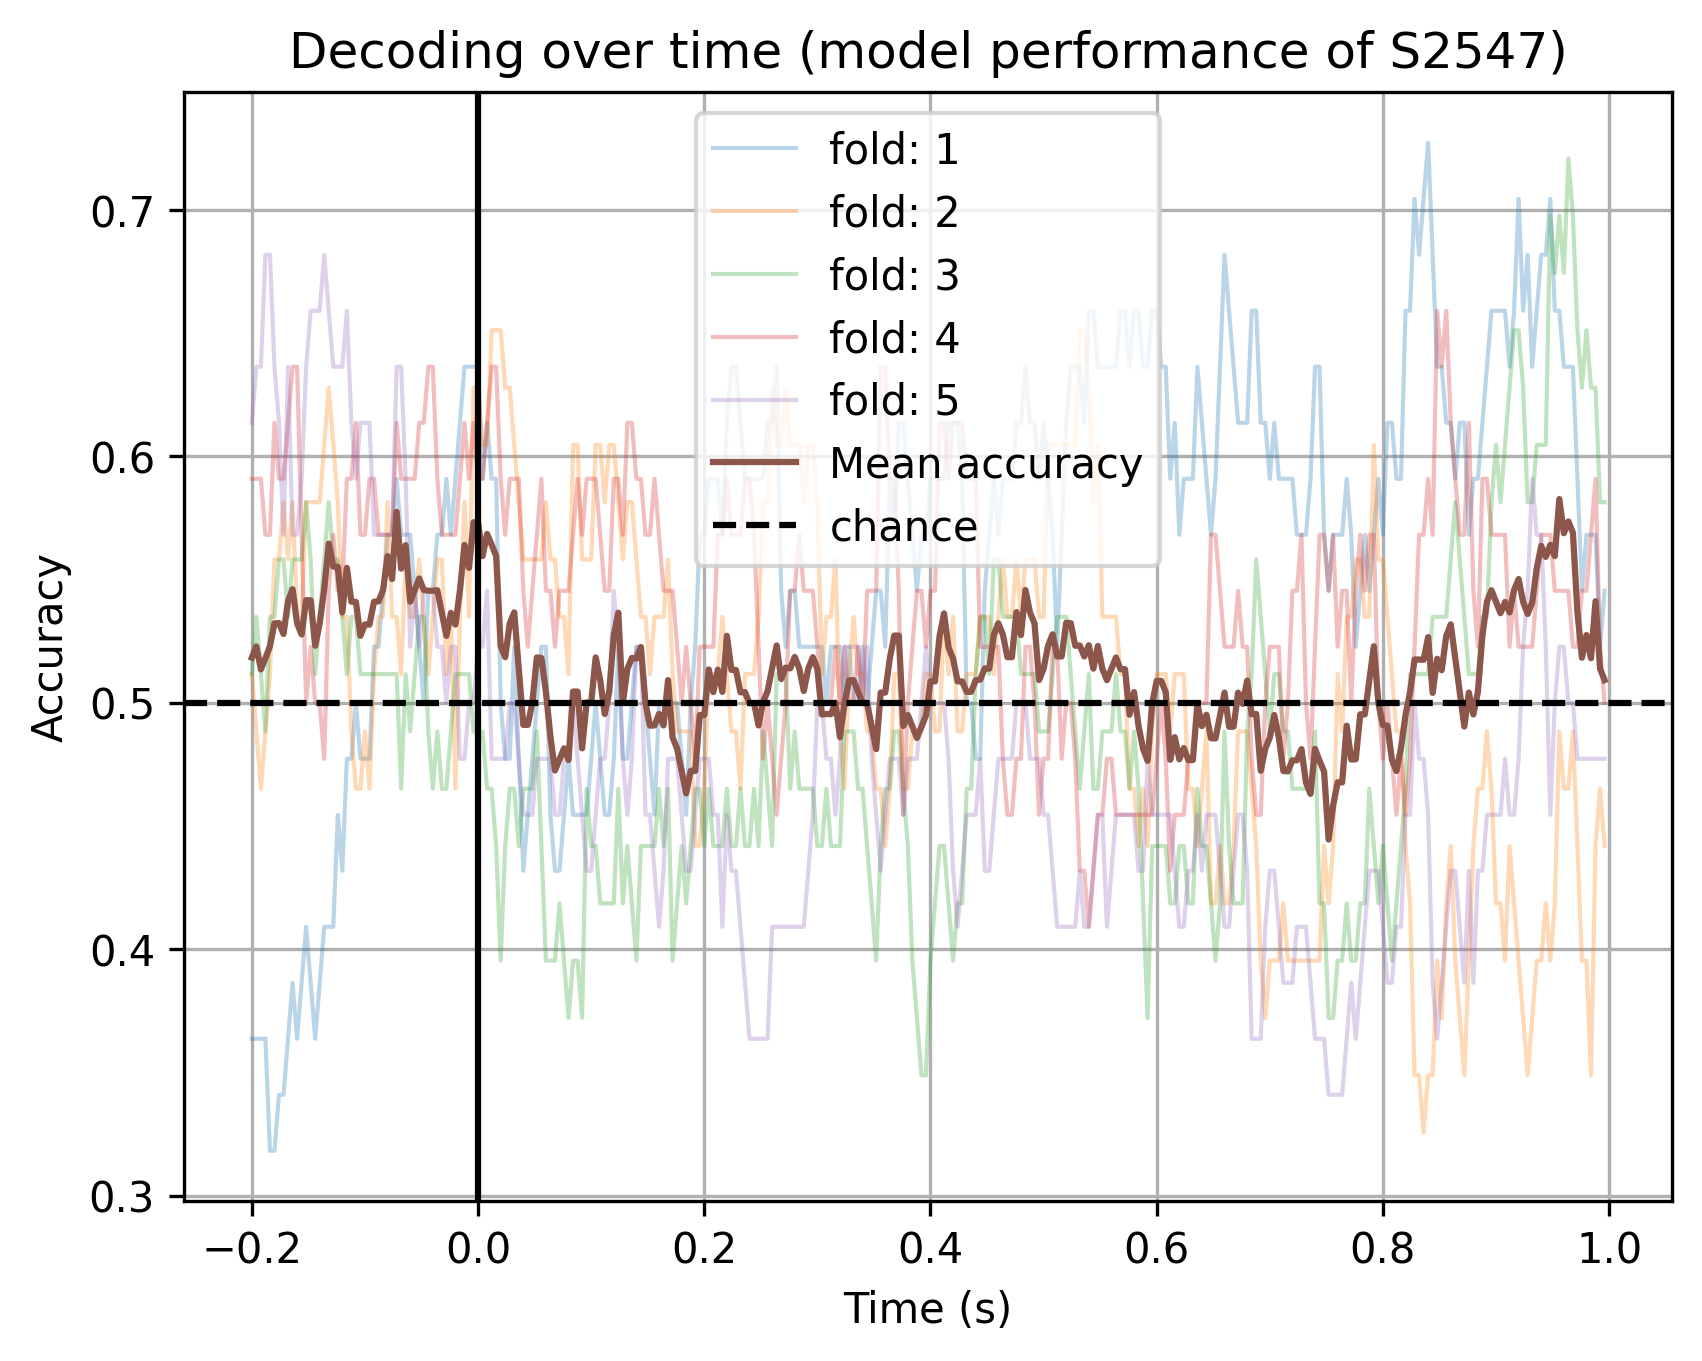 Decoding over time (model performance of S2547)
fold: 1
fold: 2
fold: 3
fold: 4
fold: 5
Mean accuracy
chance
Accuracy
0.7
0.6
0.5
0.4
0.3
−0.2 0.0 0.2 0.4 0.6 0.8 1.0
Time (s)